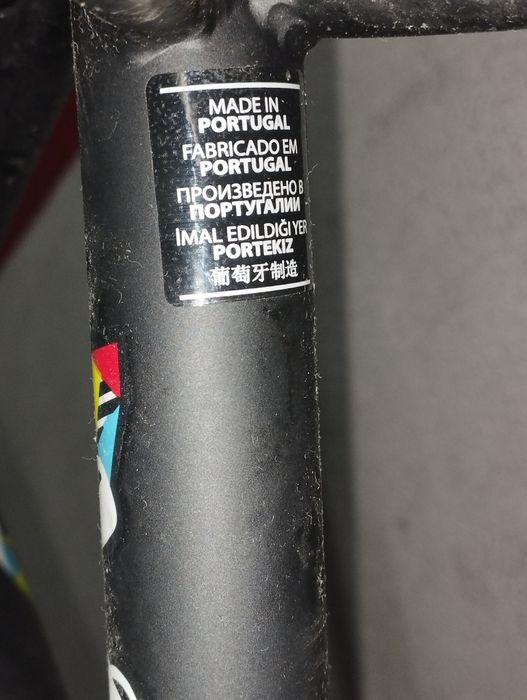 MADE IN
PORTUGAL
FABRICADO EM
PORTUGAL
ПРОИЗВЕДЕНО В
ПОРТУГАЛИИ
İMAL EDILDIĞI YER
PORTEKIZ
葡萄牙制造